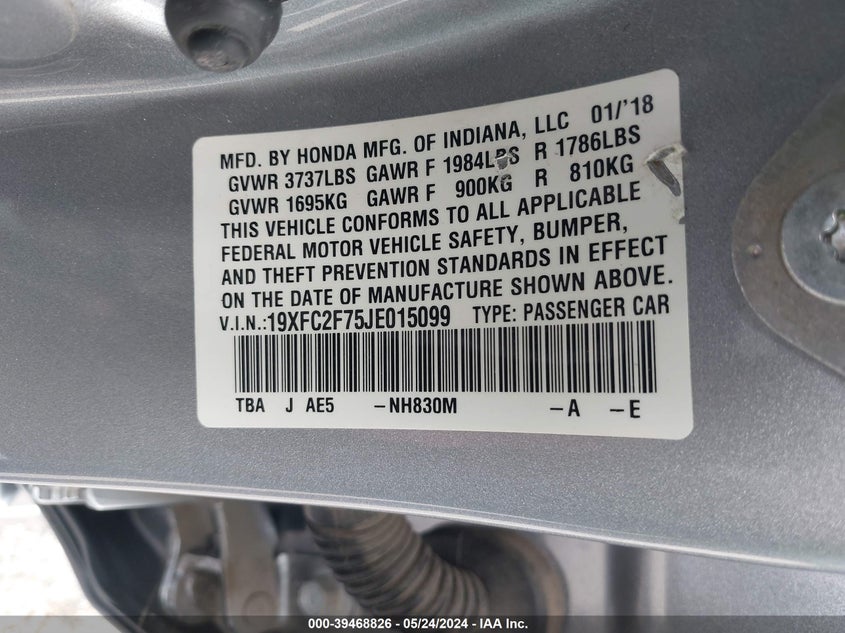 MFD. BY HONDA MFG. OF INDIANA, LLC 01/'18
GVWR 3737LBS GAWR F 1984LBS R 1786LBS
GVWR 1695KG GAWR F 900KG R 810KG
THIS VEHICLE CONFORMS TO ALL APPLICABLE
FEDERAL MOTOR VEHICLE SAFETY, BUMPER,
AND THEFT PREVENTION STANDARDS IN EFFECT
ON THE DATE OF MANUFACTURE SHOWN ABOVE.
V.I.N.:19XFC2F75JE015099 TYPE: PASSENGER CAR
TBA J AE5 -NH830M -A -E
000-39468826 - 05/24/2024 - IAA Inc.